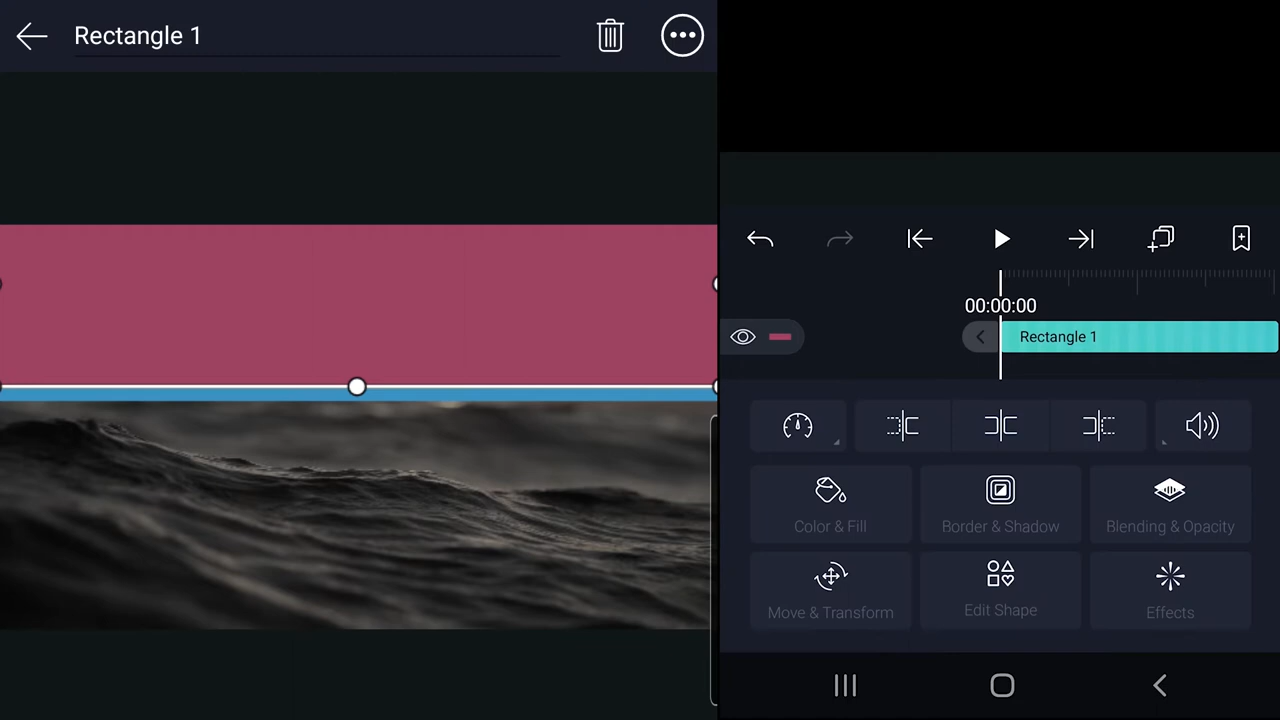 Rectangle 1
00:00:00
Rectangle 1
Color & Fill
Border & Shadow
Blending & Opacity
Move & Transform
Edit Shape
Effects